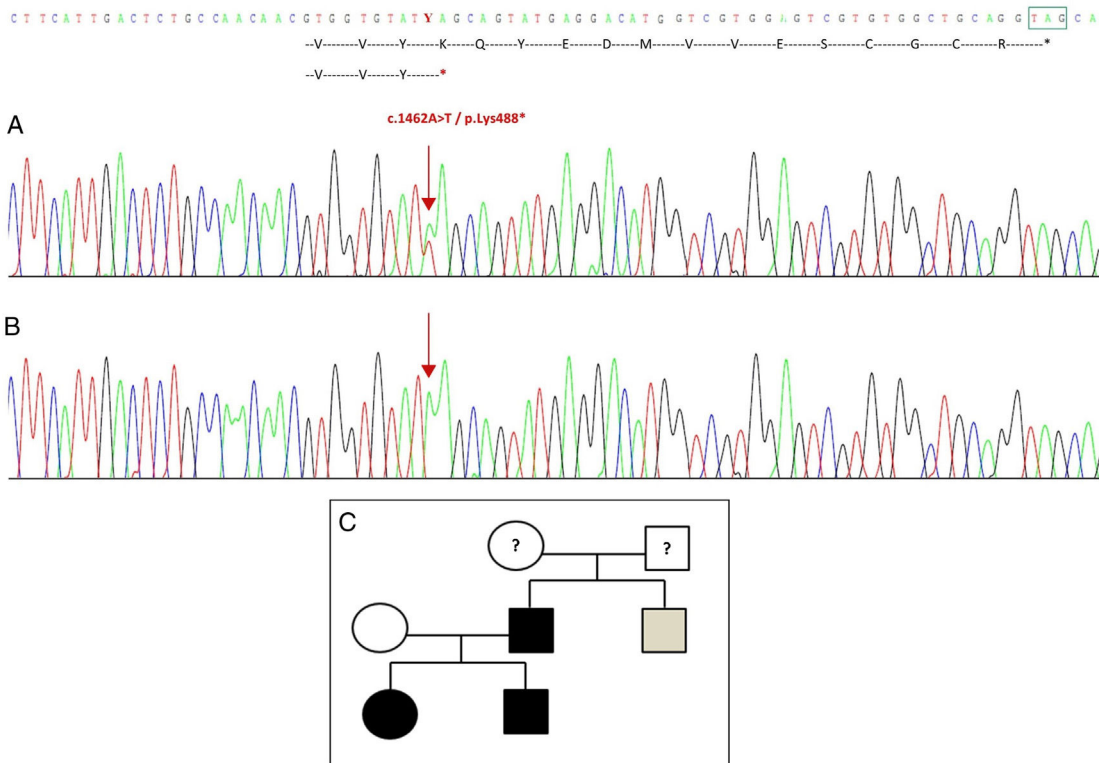 C T T C A T T G A C T C T G C C A A C A A C G T G G T G T A T Y A G C A G T A T G A G G A C A T G G T C G T G G A G T C G T G T G G C T G C A G G T A G C A
--V-------V------Y-------K-------Q-------Y-------E------D------M------V------V-------E-------S-------C------G------C-------R--------*
--V--------V------Y-------*
c.1462A>T / p.Lys488*
A
B
C
? ?